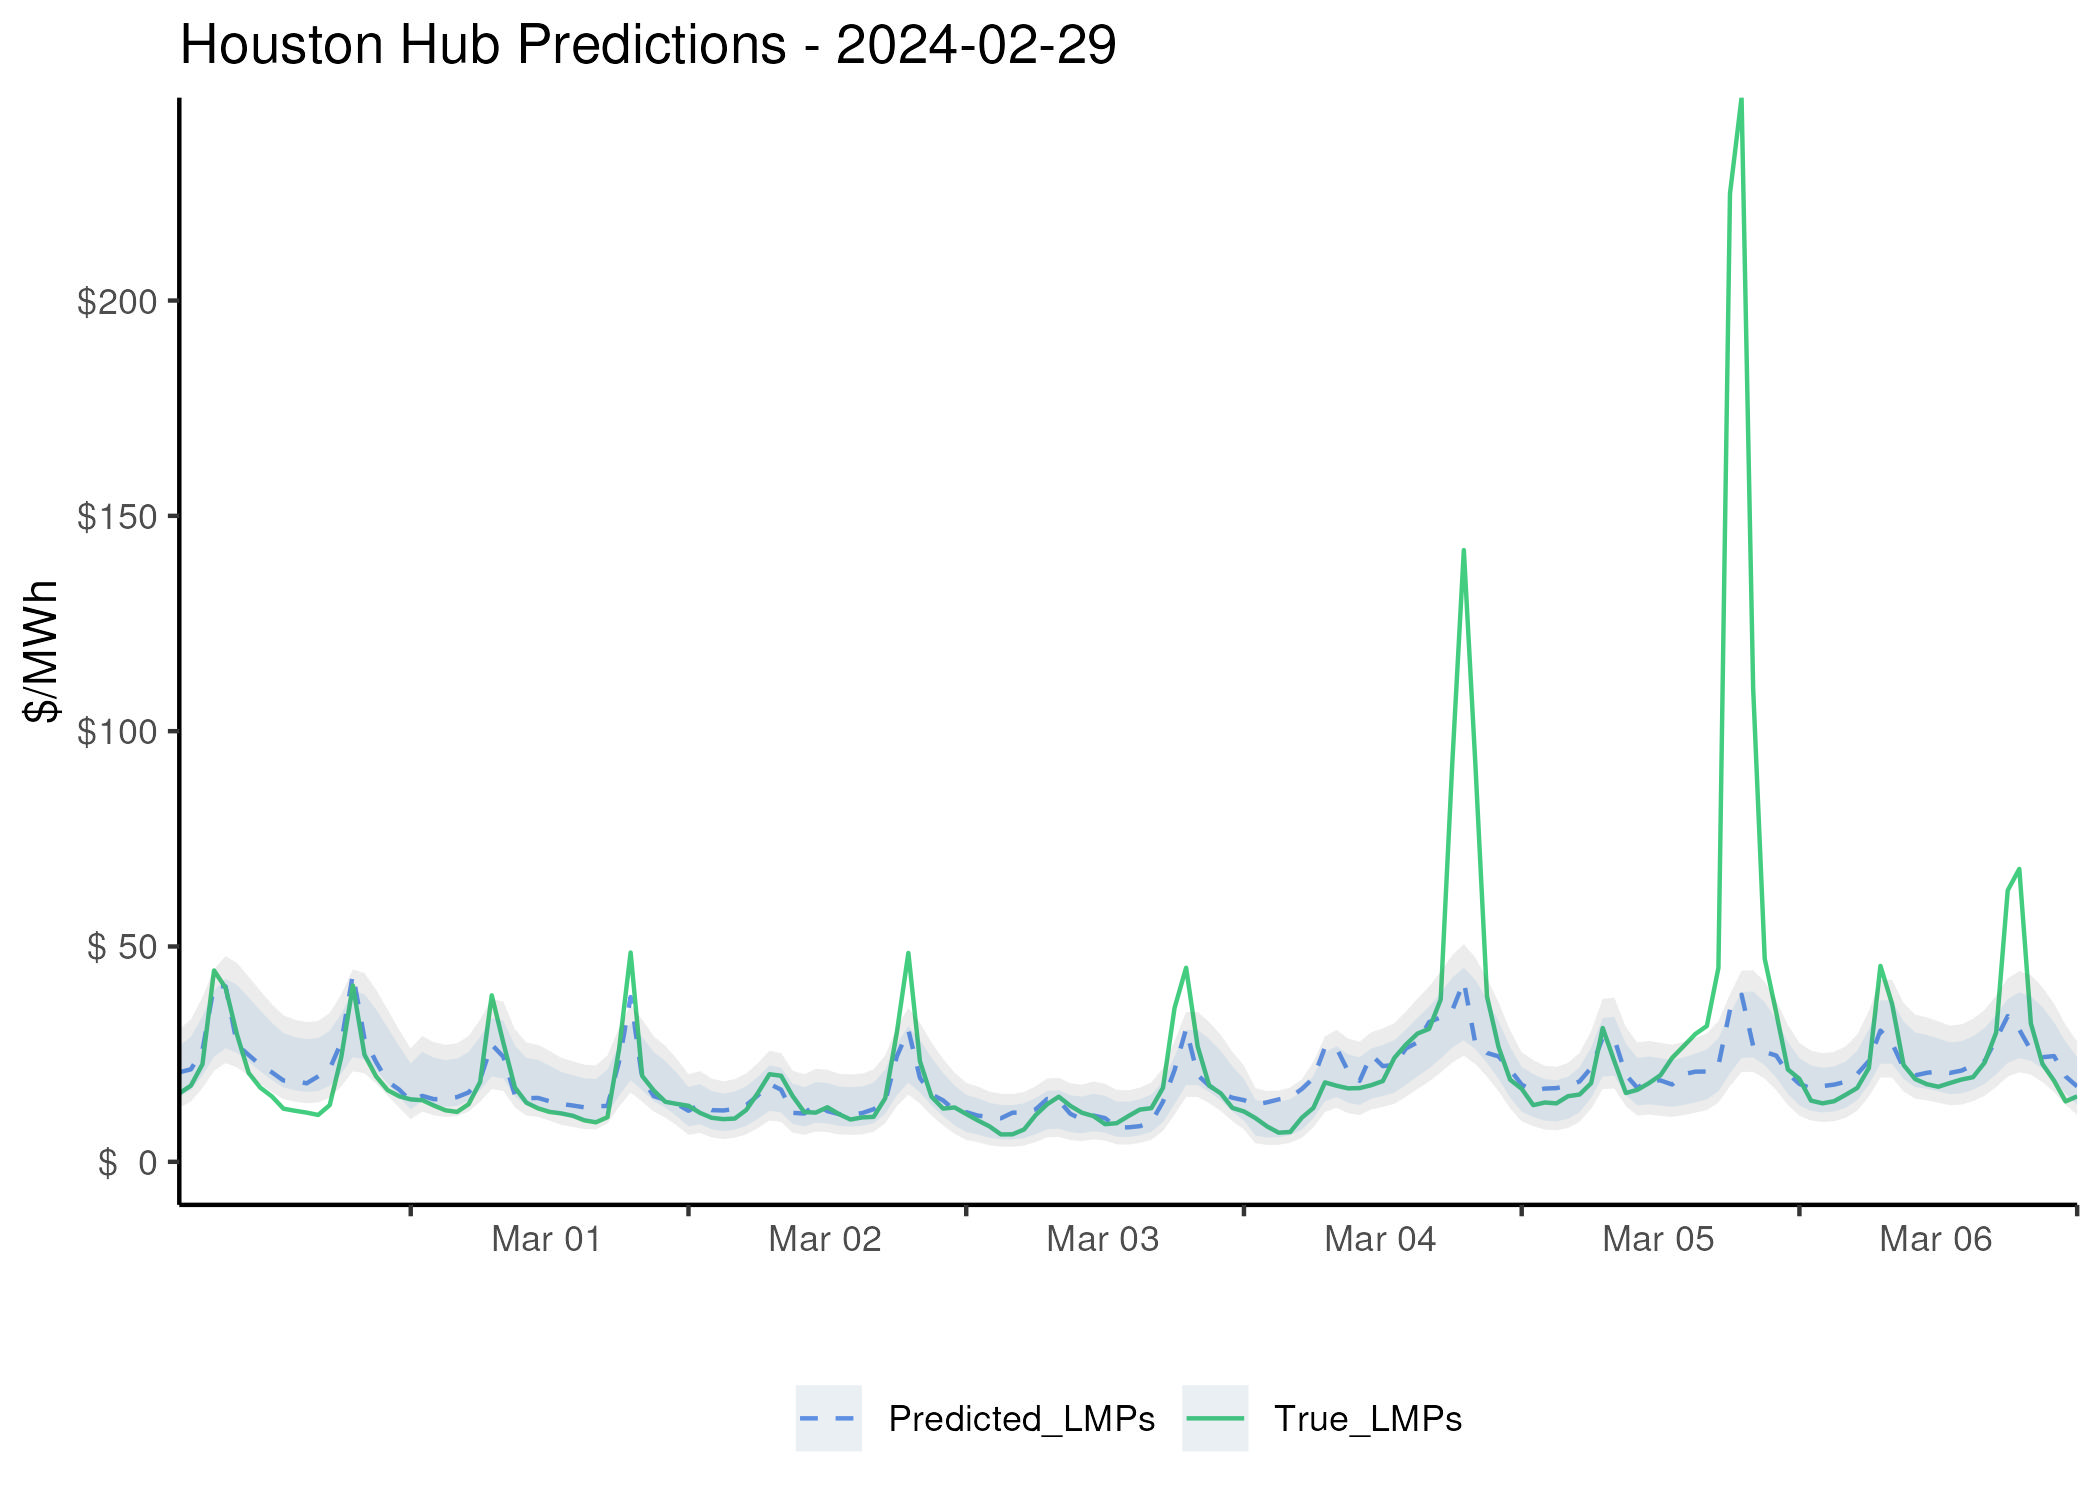 Houston Hub Predictions - 2024-02-29
$/MWh
$200
$150
$100
$ 50
$  0
Mar 01 Mar 02 Mar 03 Mar 04 Mar 05 Mar 06
Predicted_LMPs True_LMPs